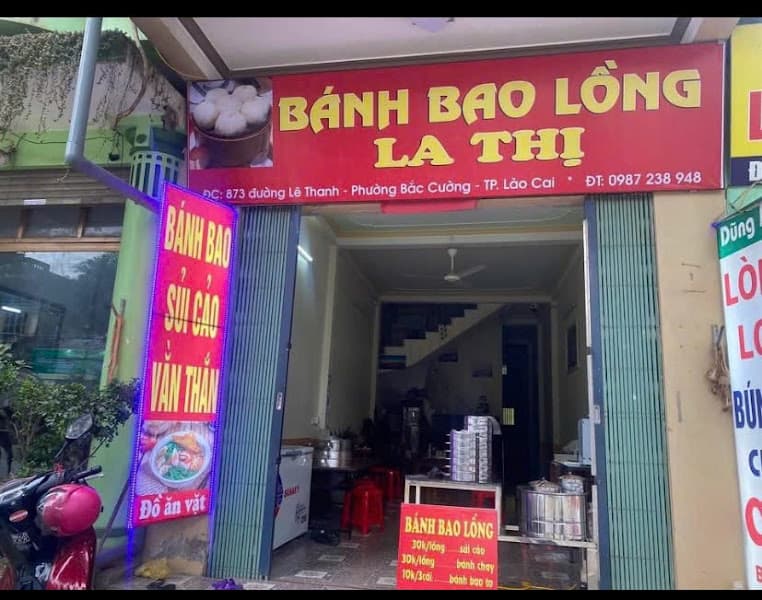 BÁNH BAO LỒNG
LA THỊ
ĐC: 873 đường Lê Thanh - Phường Bắc Cường - TP. Lào Cai * ĐT: 0987 238 948
BÁNH BAO
SỦI CẢO
VẰN THẮN
Đồ ăn vặt
BÁNH BAO LỒNG
30k/lồng sủi cảo
30k/lồng bánh chay
10k/3cái bánh bao to
Dũng
BÚN